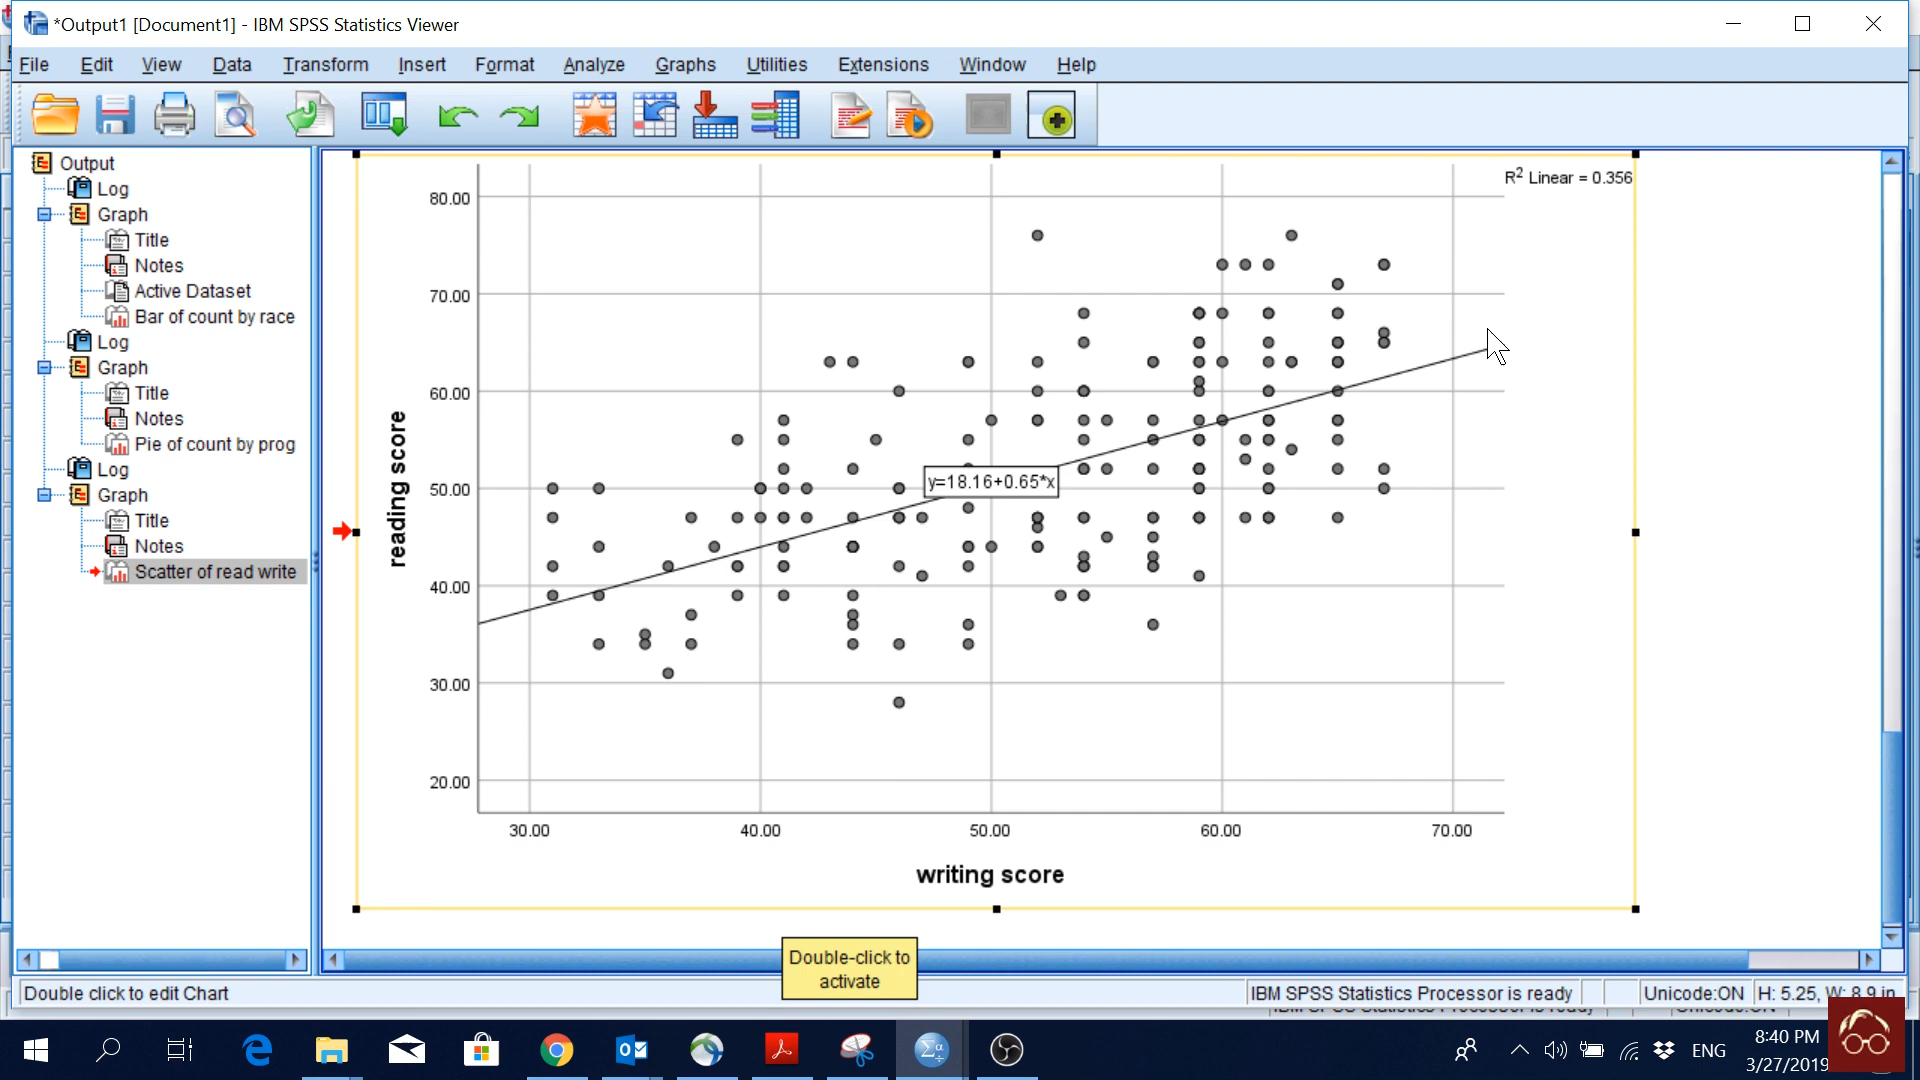 *Output1 [Document1] - IBM SPSS Statistics Viewer
File Edit View Data Transform Insert Format Analyze Graphs Utilities Extensions Window Help
Output
Log
Graph
Title
Notes
Active Dataset
Bar of count by race
Log
Graph
Title
Notes
Pie of count by prog
Log
Graph
Title
Notes
Scatter of read write
R² Linear = 0.356
80.00
70.00
60.00
50.00
40.00
30.00
20.00
reading score
y=18.16+0.65*x
30.00 40.00 50.00 60.00 70.00
writing score
Double-click to
activate
Double click to edit Chart
IBM SPSS Statistics Processor is ready
Unicode:ON
H: 5.25, W: 8.9 in
ENG
8:40 PM
3/27/2019